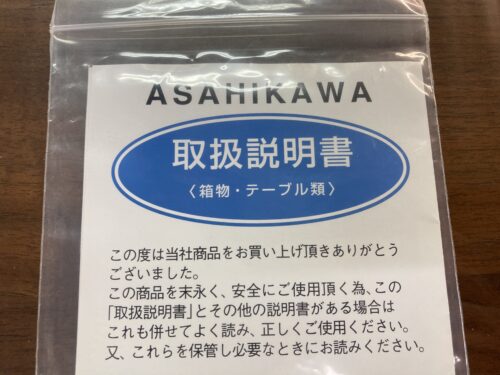 ASAHIKAWA
取扱説明書
〈箱物・テーブル類〉
この度は当社商品をお買い上げ頂きありがとう
ございました。
この商品を末永く、安全にご使用頂く為、この
「取扱説明書」とその他の説明書がある場合は
これも併せてよく読み、正しくご使用ください。
又、これらを保管し必要なときにお読みください。